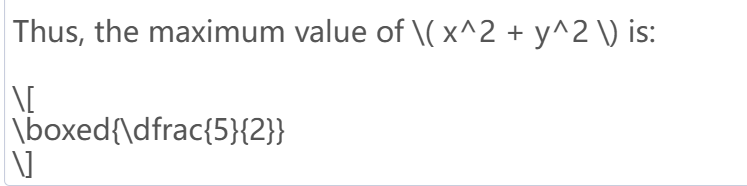 Thus, the maximum value of \( x^2 + y^2 \) is:
\[
\boxed{\dfrac{5}{2}}
\]